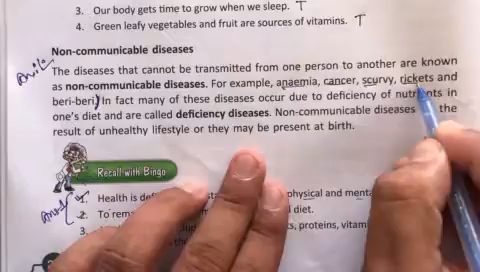 3. Our body gets time to grow when we sleep. T
4. Green leafy vegetables and fruit are sources of vitamins. T
Non-communicable diseases
The diseases that cannot be transmitted from one person to another are known
as non-communicable diseases. For example, anaemia, cancer, scurvy, rickets and
beri-beri. In fact many of these diseases occur due to deficiency of nutrients in
one's diet and are called deficiency diseases. Non-communicable diseases the
result of unhealthy lifestyle or they may be present at birth.
Recall with Bingo
1. Health is physical and
2. To diet.
3. proteins,